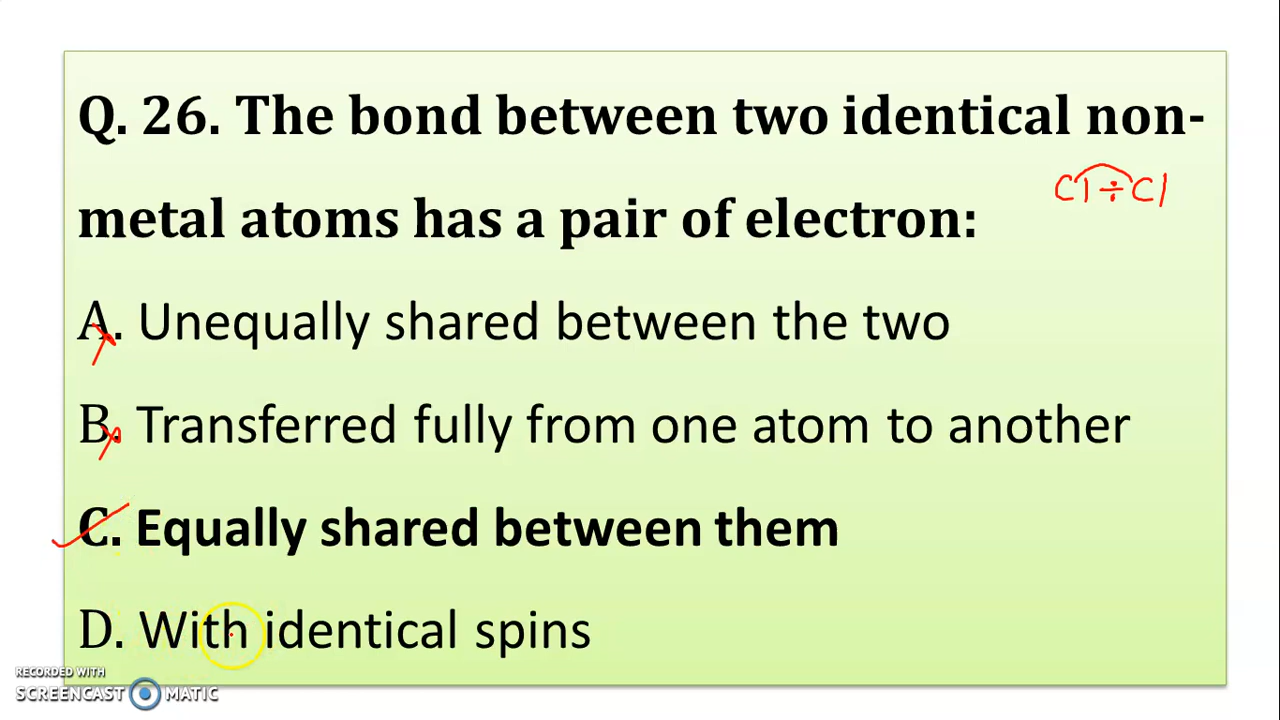 Q. 26. The bond between two identical non-
Cl ÷ Cl
metal atoms has a pair of electron:
A. Unequally shared between the two
B. Transferred fully from one atom to another
C. Equally shared between them
D. With identical spins
RECORDED WITH
SCREENCAST MATIC